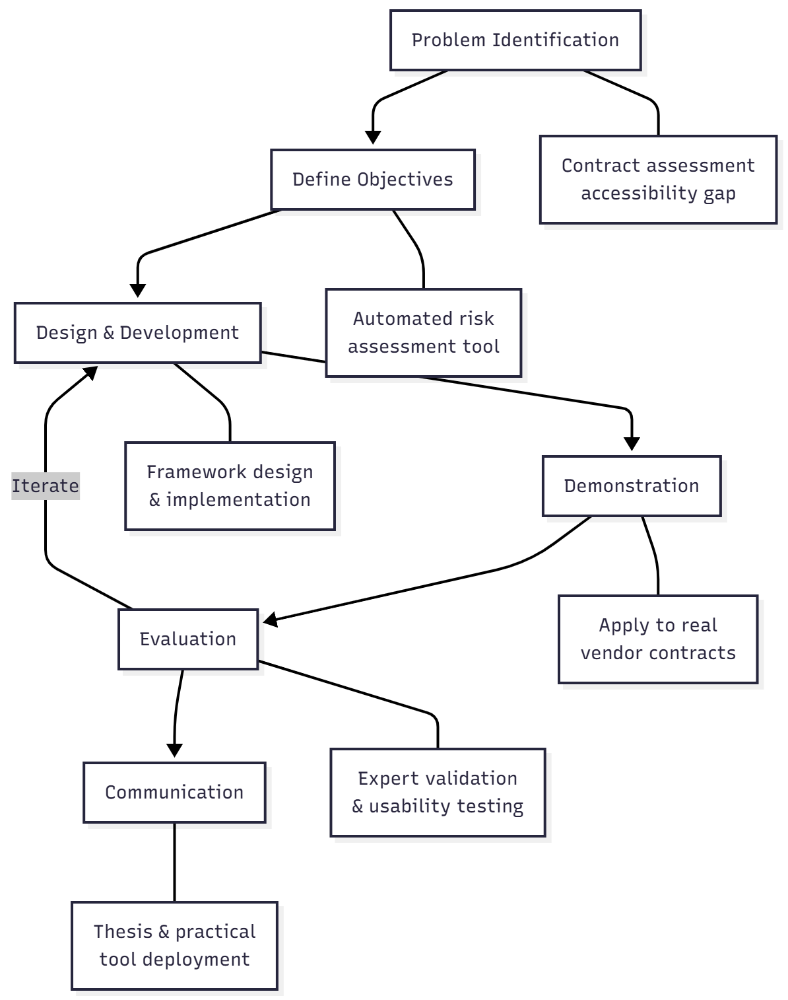 Problem Identification
Contract assessment
accessibility gap
Define Objectives
Automated risk
assessment tool
Design & Development
Framework design
& implementation
Iterate
Demonstration
Apply to real
vendor contracts
Evaluation
Expert validation
& usability testing
Communication
Thesis & practical
tool deployment